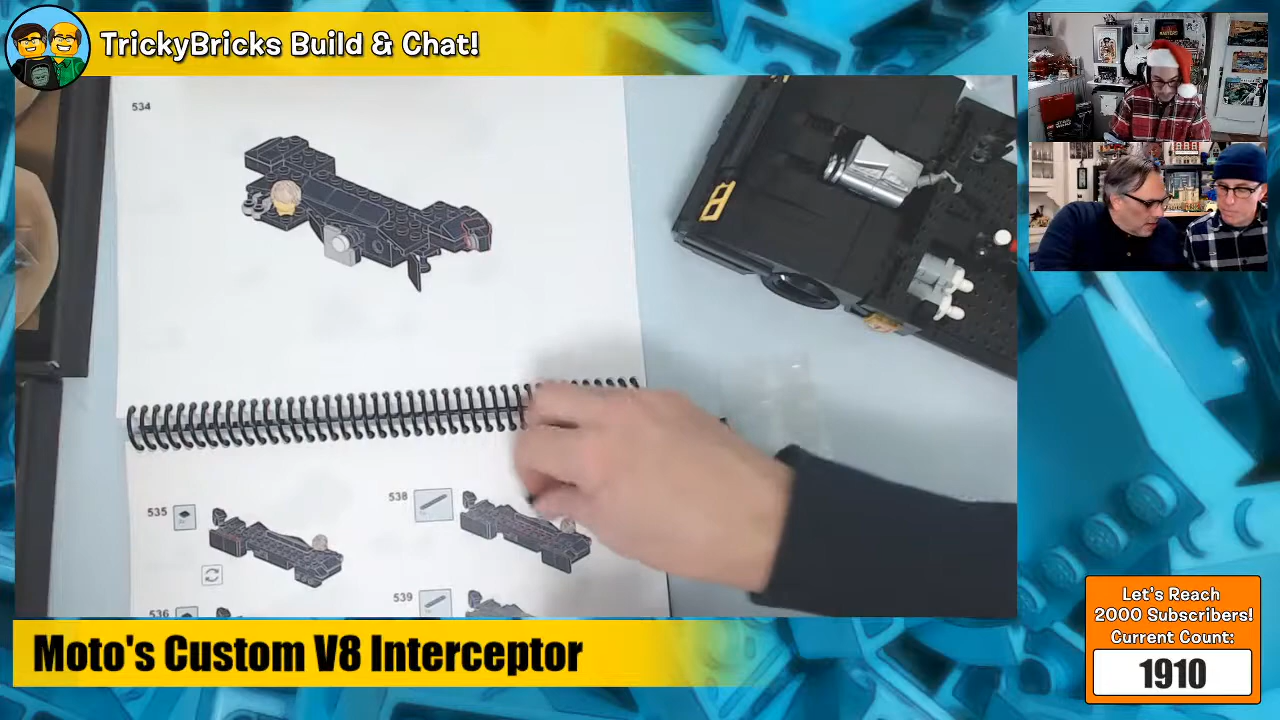 TrickyBricks Build & Chat!
534
535
538
536
539
Moto's Custom V8 Interceptor
Let's Reach
2000 Subscribers!
Current Count:
1910